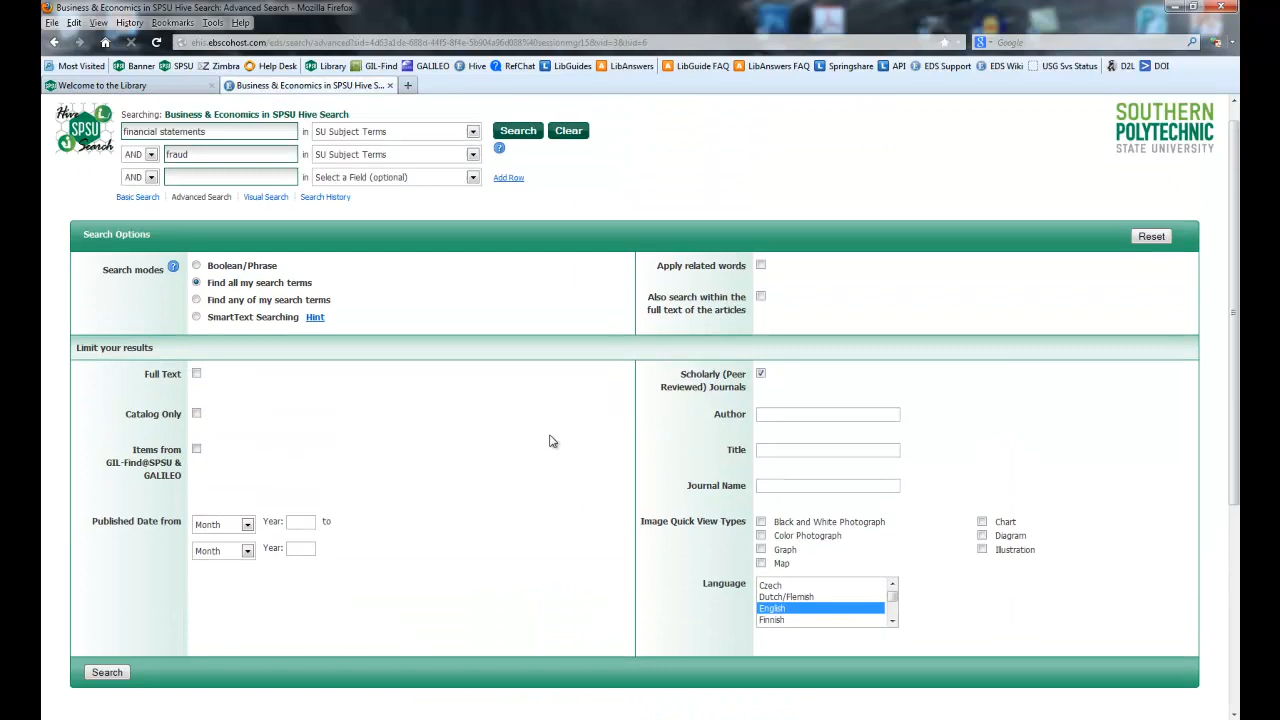 Business & Economics in SPSU Hive Search: Advanced Search - Mozilla Firefox
File Edit View History Bookmarks Tools Help
Google
Most Visited Banner SPSU Zimbra Help Desk Library GIL-Find GALILEO Hive RefChat LibGuides LibAnswers LibGuide FAQ LibAnswers FAQ Springshare API EDS Support EDS Wiki USG Svs Status D2L DOI
Welcome to the Library × Business & Economics in SPSU Hive S... ×
Hive SPSU Search
Searching: Business & Economics in SPSU Hive Search
financial statements in SU Subject Terms Search Clear
AND fraud in SU Subject Terms
AND in Select a Field (optional) Add Row
Basic Search Advanced Search Visual Search Search History
SOUTHERN
POLYTECHNIC
STATE UNIVERSITY
Search Options Reset
Search modes Boolean/Phrase
Find all my search terms
Find any of my search terms
SmartText Searching Hint
Apply related words
Also search within the
full text of the articles
Limit your results
Full Text
Catalog Only
Items from
GIL-Find@SPSU &
GALILEO
Published Date from Month Year: to
Month Year:
Scholarly (Peer
Reviewed) Journals
Author
Title
Journal Name
Image Quick View Types Black and White Photograph Chart
Color Photograph Diagram
Graph Illustration
Map
Language Czech
Dutch/Flemish
English
Finnish
Search